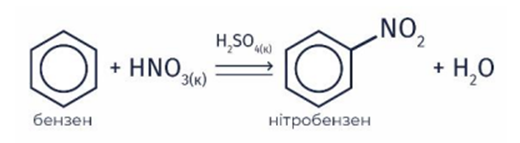 + HNO₃₍к₎ H₂SO₄₍к₎ NO₂ + H₂O
бензен нітробензен